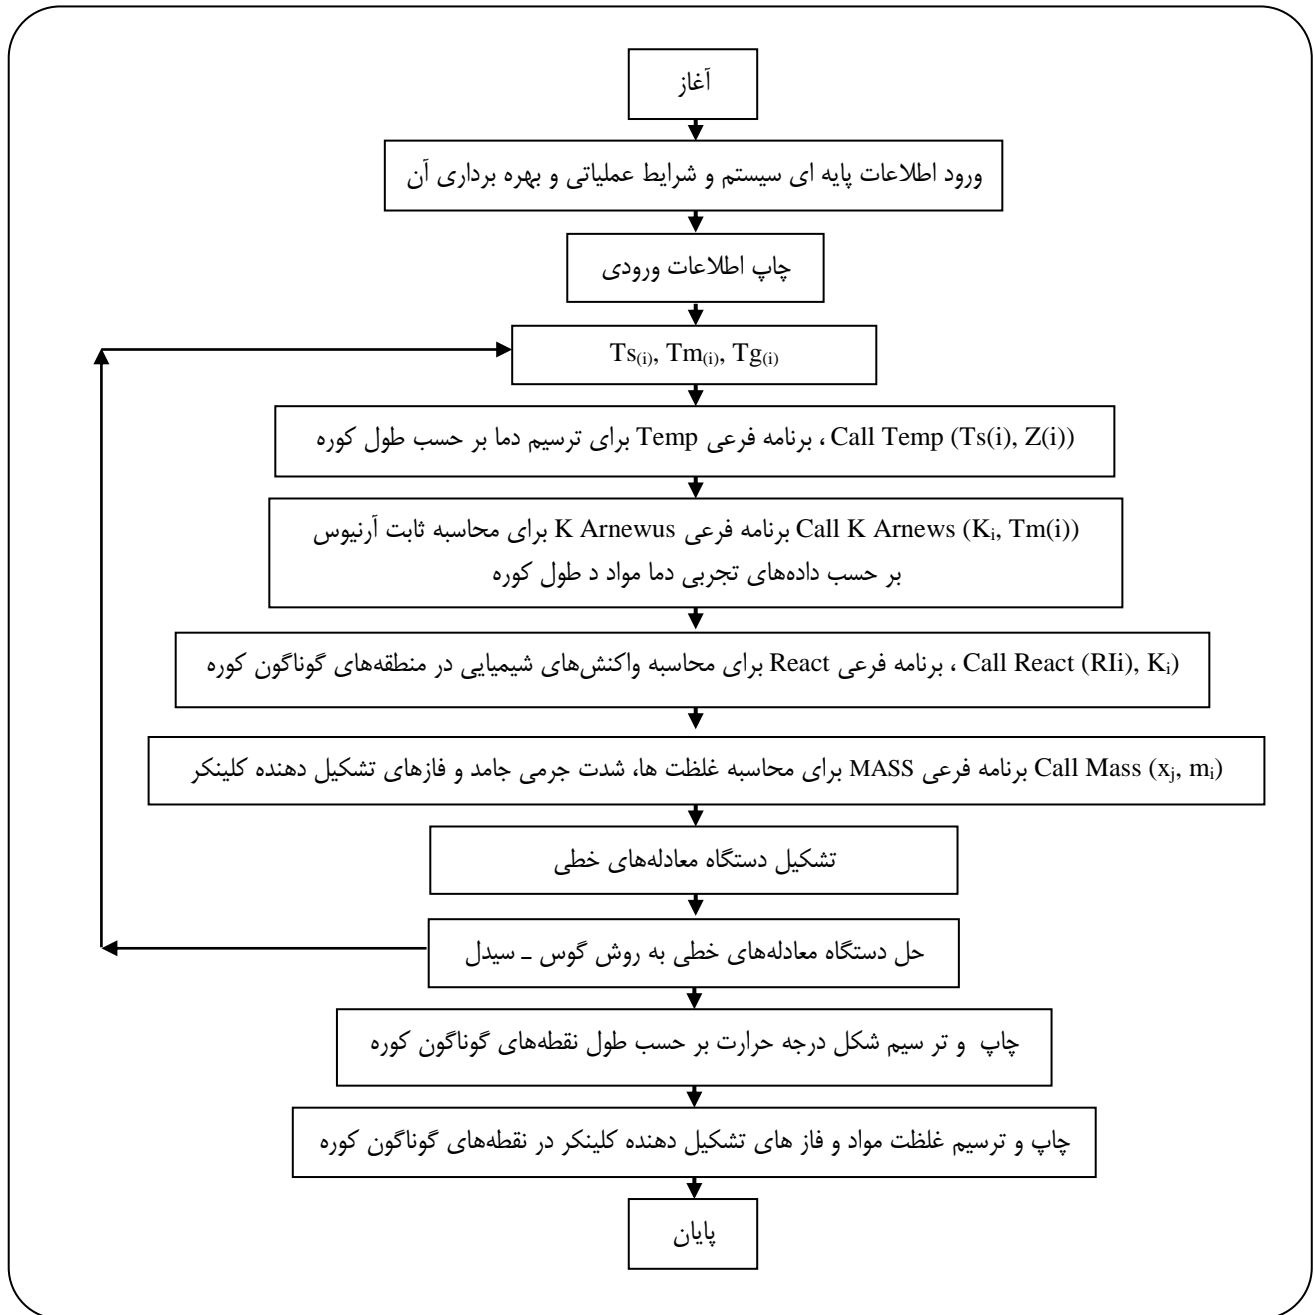 آغاز
ورود اطلاعات پایه ای سیستم و شرایط عملیاتی و بهره برداری آن
چاپ اطلاعات ورودی
Ts(i), Tm(i), Tg(i)
Call Temp (Ts(i), Z(i)) ، برنامه فرعی Temp برای ترسیم دما بر حسب طول کوره
Call K Arnews (Ki, Tm(i)) برنامه فرعی K Arnewus برای محاسبه ثابت آرنیوس
بر حسب داده‌های تجربی دما مواد د طول کوره
Call React (RIi), Ki) ، برنامه فرعی React برای محاسبه واکنش‌های شیمیایی در منطقه‌های گوناگون کوره
Call Mass (xj, mi) برنامه فرعی MASS برای محاسبه غلظت ها، شدت جرمی جامد و فازهای تشکیل دهنده کلینکر
تشکیل دستگاه معادله‌های خطی
حل دستگاه معادله‌های خطی به روش گوس ـ سیدل
چاپ و تر سیم شکل درجه حرارت بر حسب طول نقطه‌های گوناگون کوره
چاپ و ترسیم غلظت مواد و فاز های تشکیل دهنده کلینکر در نقطه‌های گوناگون کوره
پایان